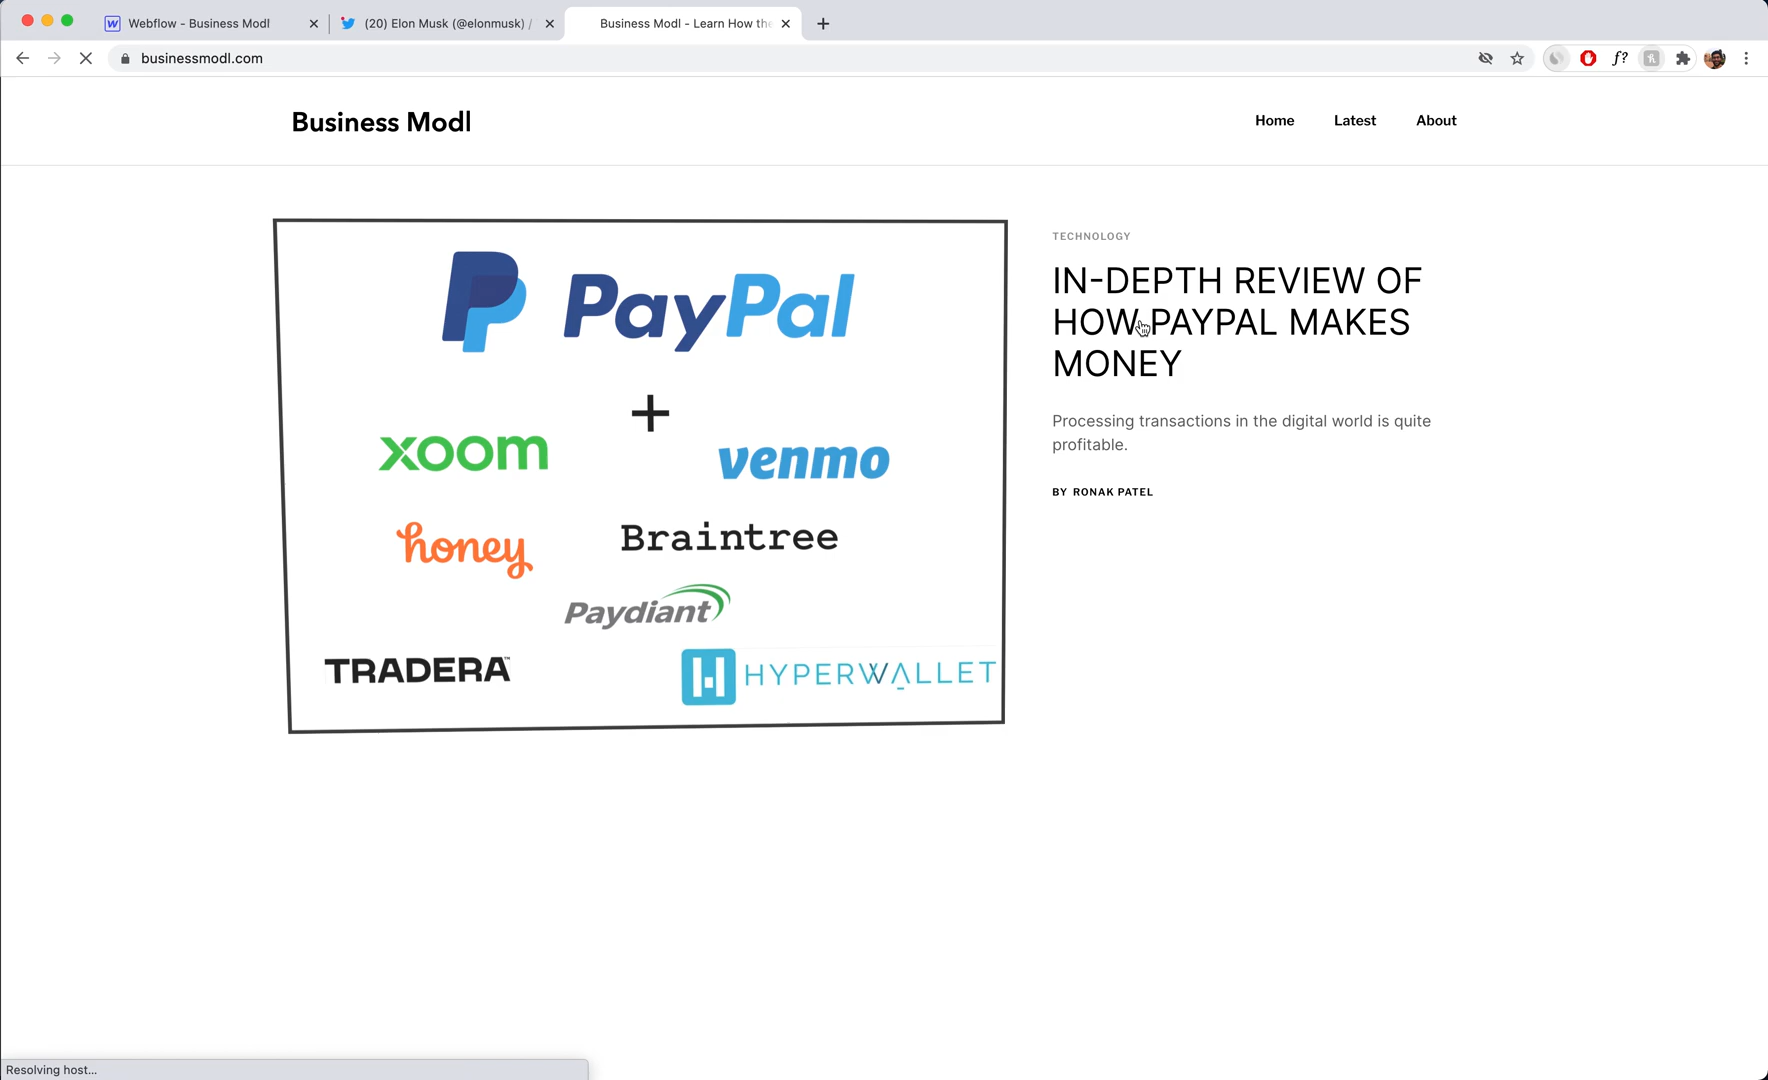 Webflow - Business Modl
(20) Elon Musk (@elonmusk) /
Business Modl - Learn How the
businessmodl.com
f?
Business Modl
Home
Latest
About
PayPal
+
xoom
venmo
honey
Braintree
Paydiant
TRADERA™
HYPERWALLET
TECHNOLOGY
IN-DEPTH REVIEW OF
HOW PAYPAL MAKES
MONEY
Processing transactions in the digital world is quite
profitable.
BY RONAK PATEL
Resolving host...